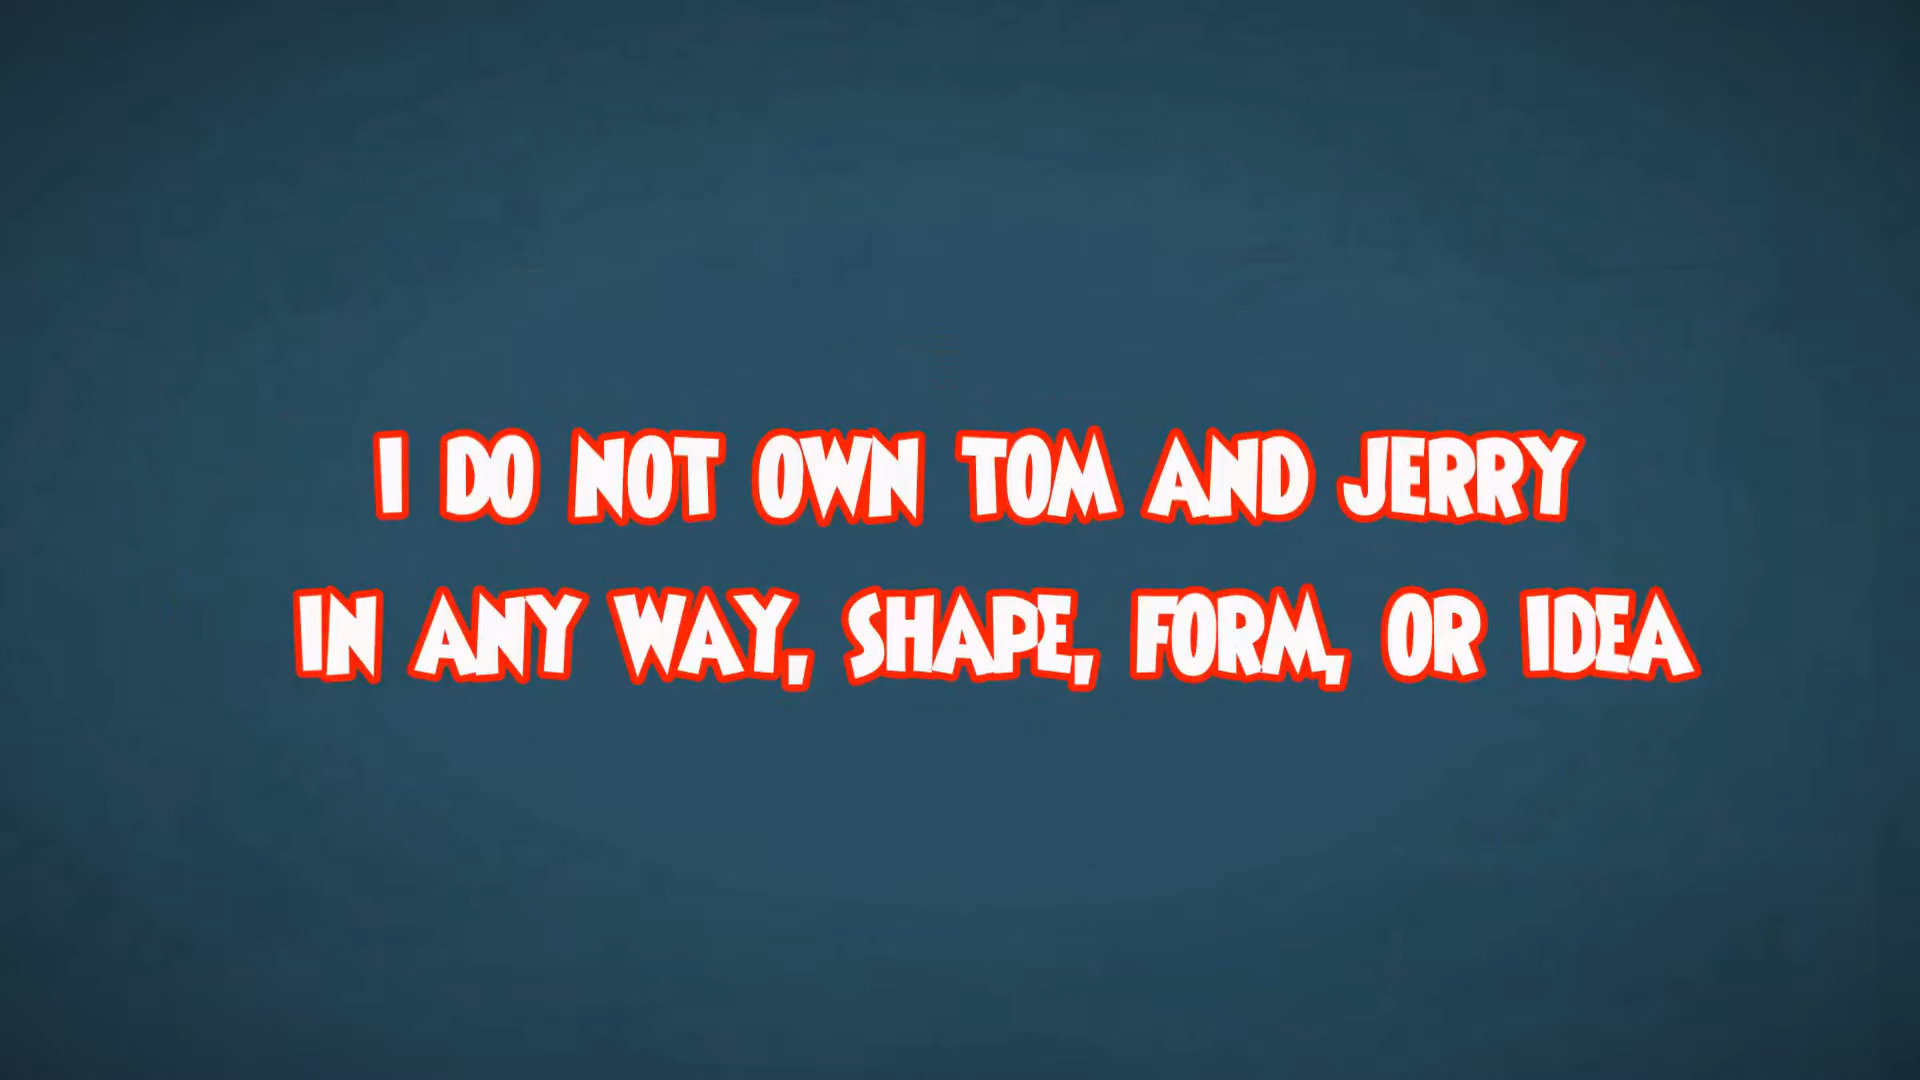 I DO NOT OWN TOM AND JERRY
IN ANY WAY, SHAPE, FORM, OR IDEA